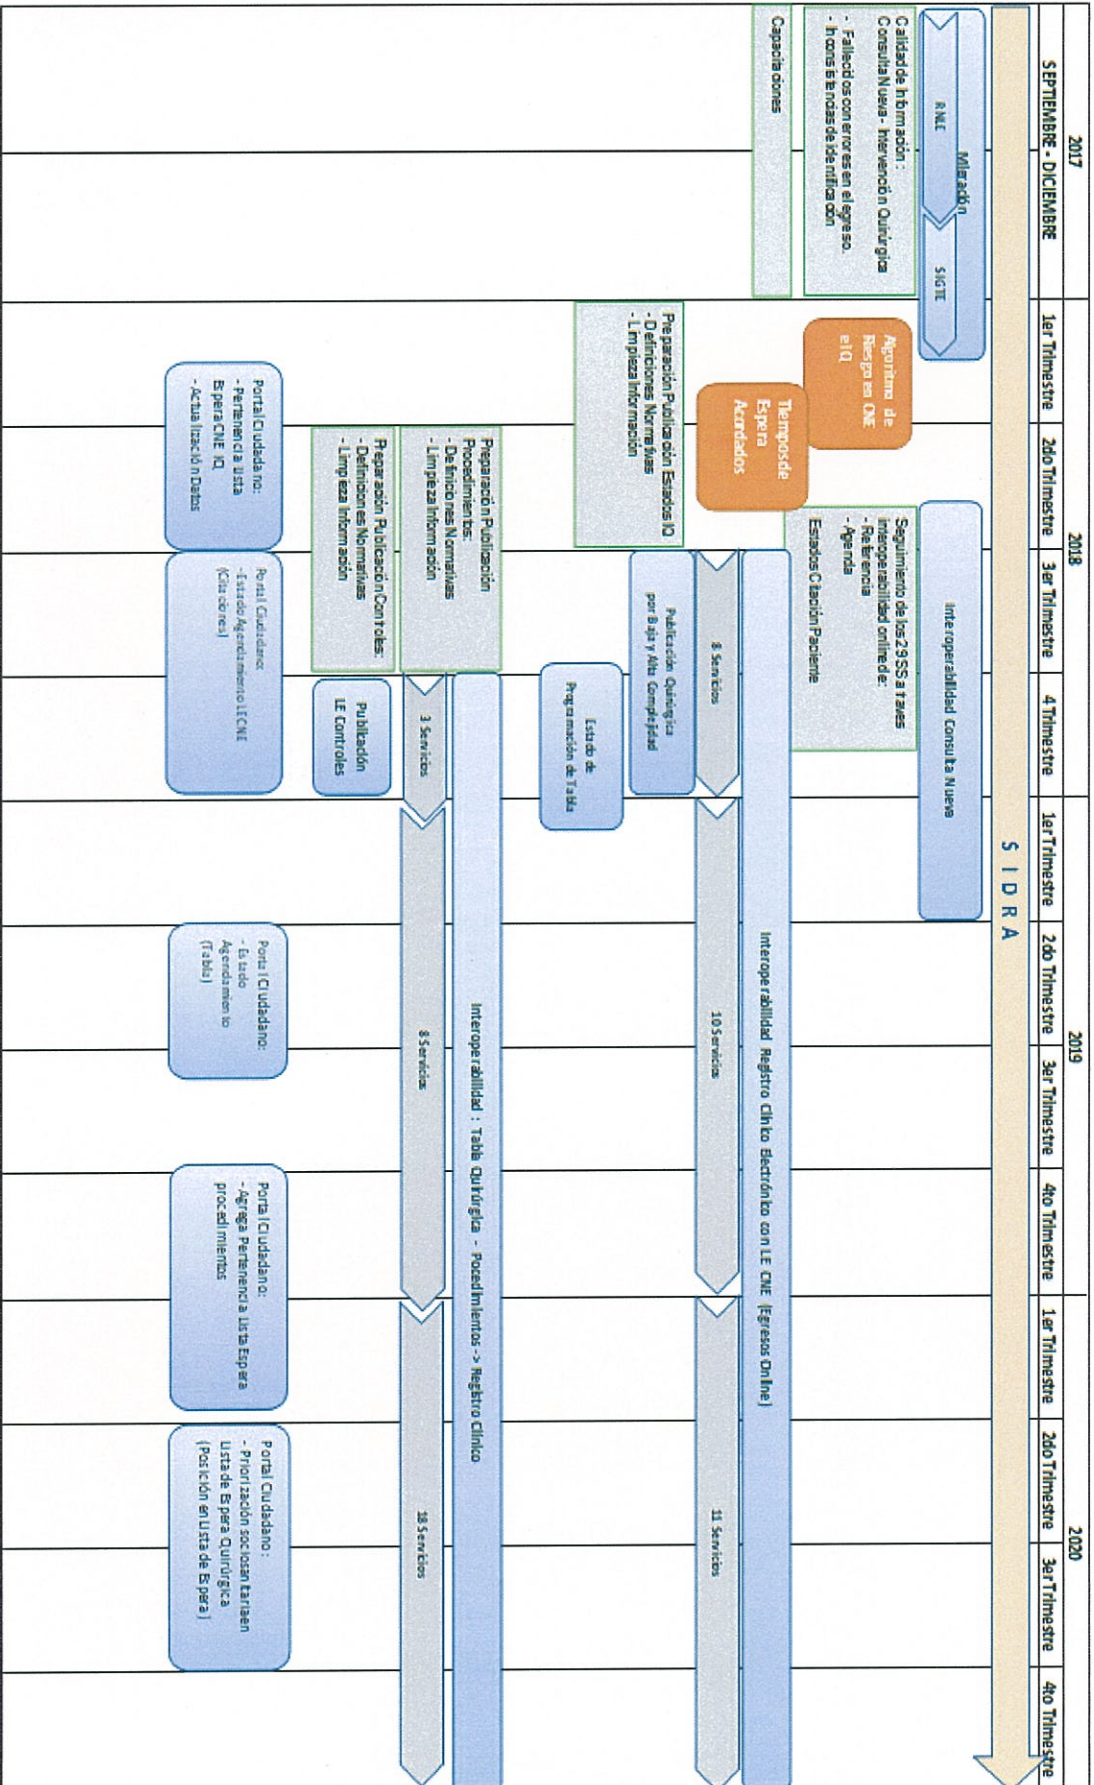 2017
2018
2019
2020
SEPTIEMBRE - DICIEMBRE
1er Trimestre
2do Trimestre
3er Trimestre
4 Trimestre
1er Trimestre
2do Trimestre
3er Trimestre
4to Trimestre
1er Trimestre
2do Trimestre
3er Trimestre
4to Trimestre
S I D R A
Migración
RNLE
SIGTE
Interoperabilidad Consulta Nueva
Calidad de Información :
Consulta Nueva - Intervención Quirúrgica
- Fallecidos con errores en el egreso.
- Inconsistencias de identificación
Algoritmo de
Riesgo en CNE
e IQ
Seguimiento de los 29 SS a traves
interoperabilidad online de:
- Referencia
- Agenda
Estados Citación Paciente
Capacitaciones
Tiempos de
Espera
Acordados
Interoperabilidad Registro Clínico Electrónico con LE CNE (Egresos Online)
8 Servicios
10 Servicios
11 Servicios
Preparación Publicación Estados IQ
- Definiciones Normativas
- Limpieza Información
Publicación Quirúrgica
por Baja y Alta Complejidad
Estado de
Programación de Tabla
Interoperabilidad : Tabla Quirúrgica - Pocedimientos -> Registro Clínico
Preparación Publicación
Procedimientos:
- Definiciones Normativas
- Limpieza Información
3 Servicios
8 Servicios
18 Servicios
Preparación Publicación Controles:
- Definiciones Normativas
- Limpieza Información
Publicación
LE Controles
Portal Ciudadano:
- Pertenencia Lista
Espera CNE IQ
- Actualización Datos
Portal Ciudadano:
- Estado Agendamiento LE CNE
(Citaciones)
Portal Ciudadano:
- Estado
Agendamiento
(Tabla)
Portal Ciudadano:
- Agrega Pertenencia Lista Espera
procedimientos
Portal Ciudadano :
- Priorización sociosanitaria en
Lista de Espera Quirúrgica
(Posición en Lista de Espera)